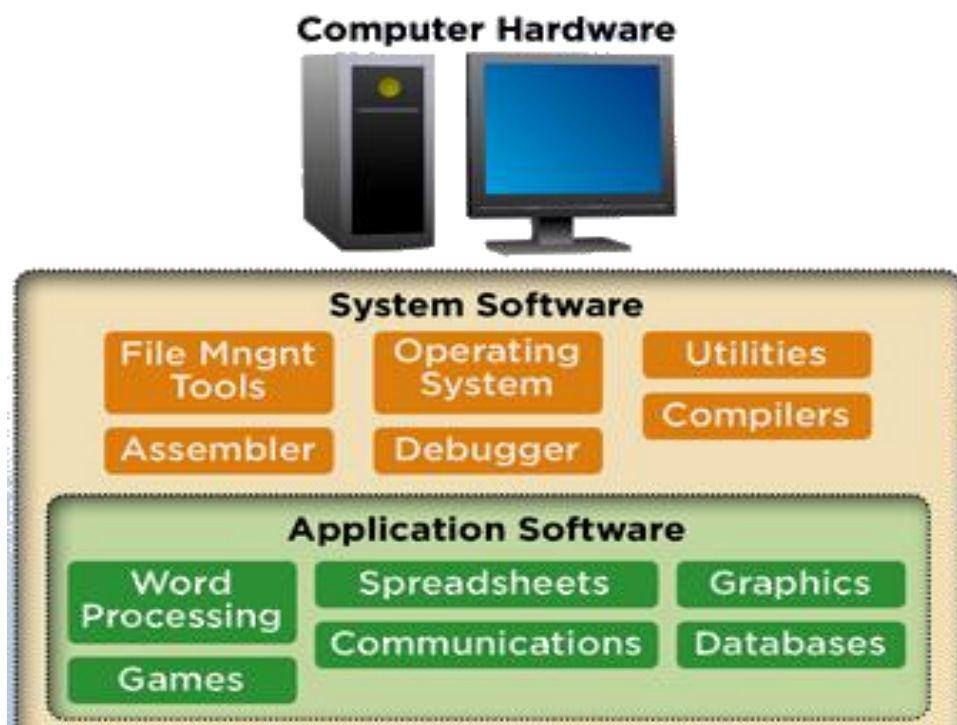 Computer Hardware
System Software
File Mngnt
Tools
Operating
System
Utilities
Compilers
Assembler
Debugger
Application Software
Word
Processing
Spreadsheets
Graphics
Communications
Databases
Games